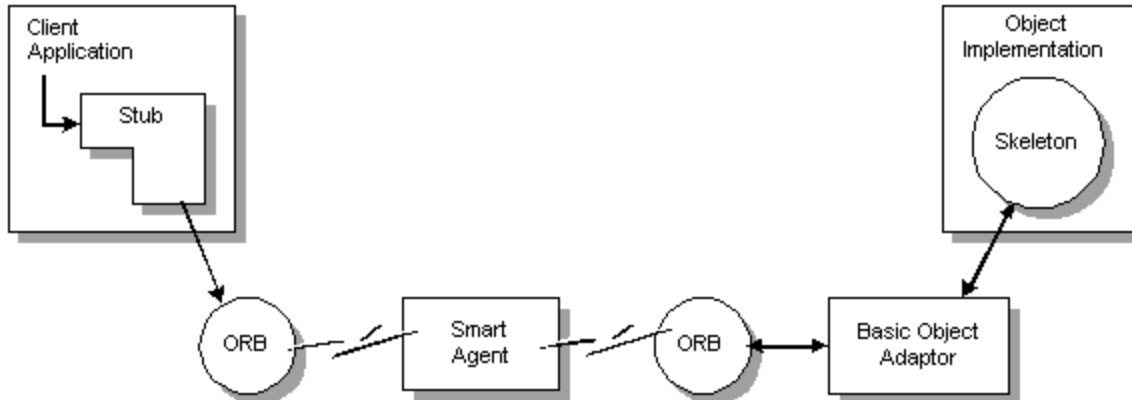 Client
Application
Stub
Object
Implementation
Skeleton
ORB
Smart
Agent
ORB
Basic Object
Adaptor